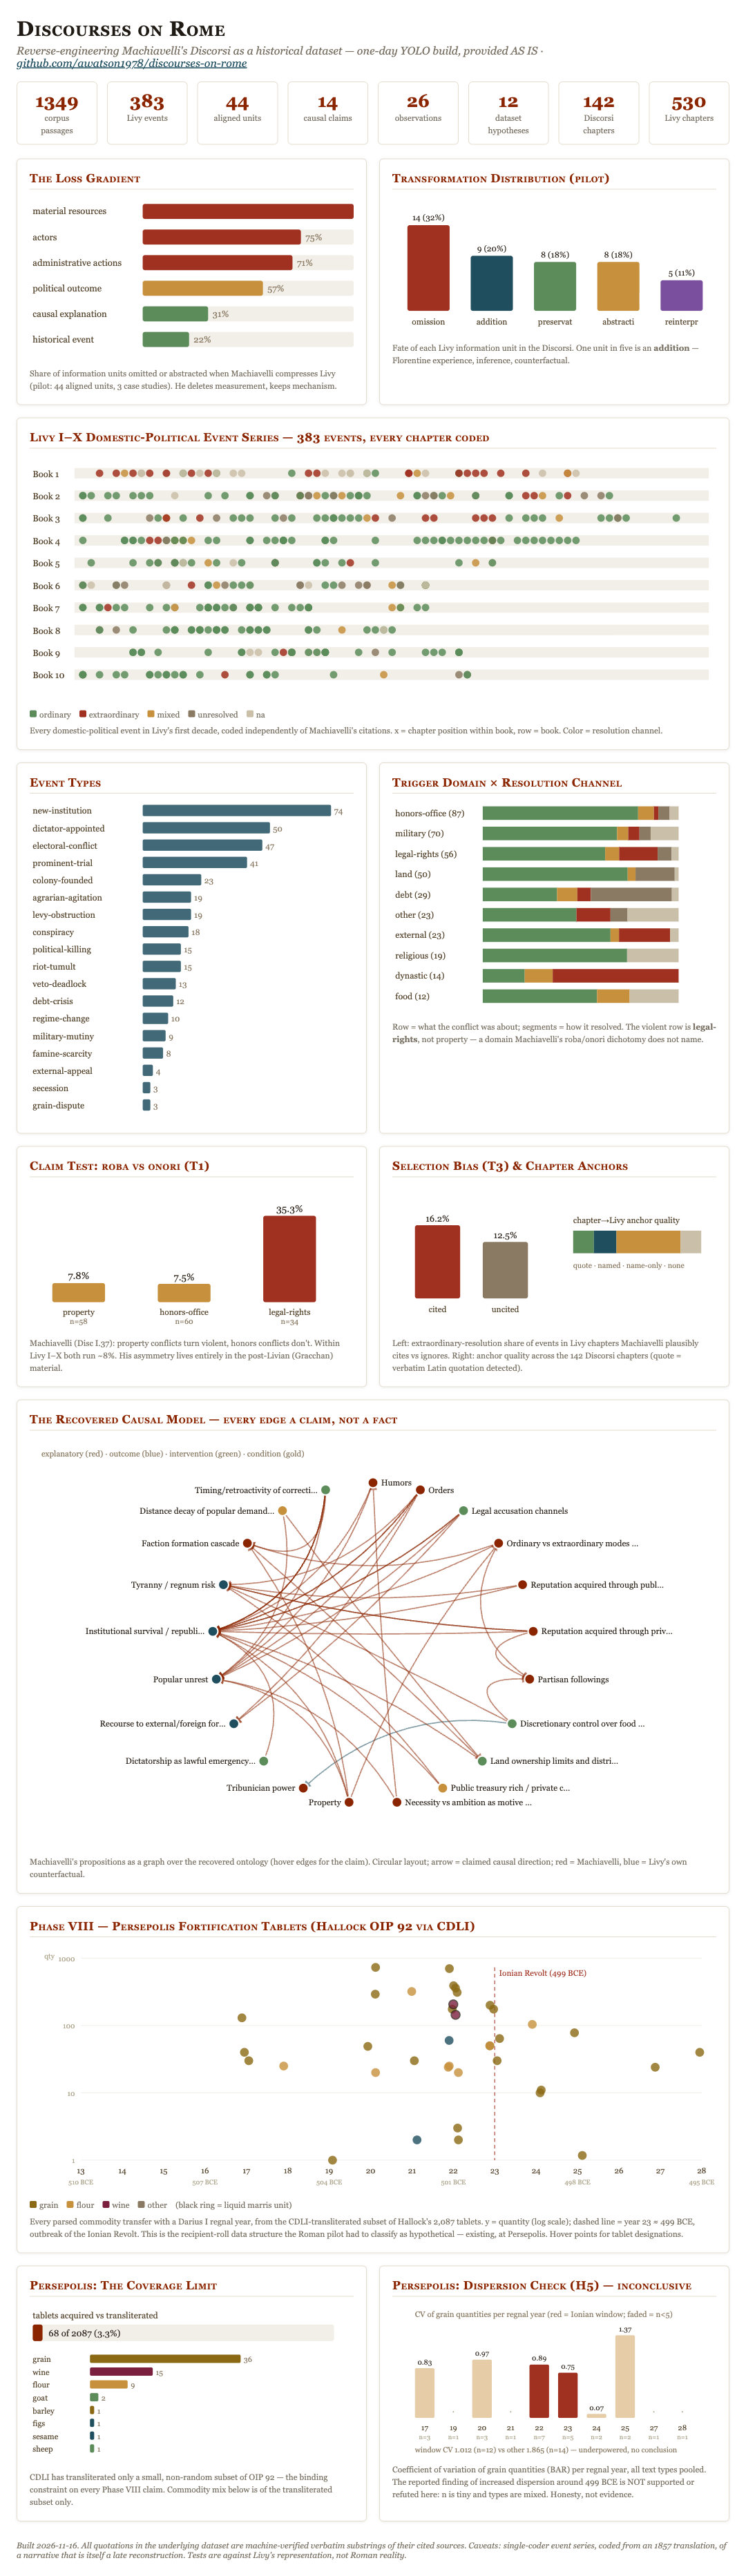 Discourses on Rome
Reverse-engineering Machiavelli's Discorsi as a historical dataset — one-day YOLO build, provided AS IS ·
github.com/awatson1978/discourses-on-rome
1349
corpus
passages
383
Livy events
44
aligned units
14
causal claims
26
observations
12
dataset
hypotheses
142
Discorsi
chapters
530
Livy chapters
The Loss Gradient
material resources
actors
75%
administrative actions
71%
political outcome
57%
causal explanation
31%
historical event
22%
Share of information units omitted or abstracted when Machiavelli compresses Livy
(pilot: 44 aligned units, 3 case studies). He deletes measurement, keeps mechanism.
Transformation Distribution (pilot)
14 (32%)
9 (20%)
8 (18%)
8 (18%)
5 (11%)
omission
addition
preservat
abstracti
reinterpr
Fate of each Livy information unit in the Discorsi. One unit in five is an addition —
Florentine experience, inference, counterfactual.
Livy I–X Domestic-Political Event Series — 383 events, every chapter coded
Book 1
Book 2
Book 3
Book 4
Book 5
Book 6
Book 7
Book 8
Book 9
Book 10
ordinary extraordinary mixed unresolved na
Every domestic-political event in Livy's first decade, coded independently of Machiavelli's citations. x = chapter position within book, row = book. Color = resolution channel.
Event Types
new-institution 74
dictator-appointed 50
electoral-conflict 47
prominent-trial 41
colony-founded 23
agrarian-agitation 19
levy-obstruction 19
conspiracy 18
political-killing 15
riot-tumult 15
veto-deadlock 13
debt-crisis 12
regime-change 10
military-mutiny 9
famine-scarcity 8
external-appeal 4
secession 3
grain-dispute 3
Trigger Domain × Resolution Channel
honors-office (87)
military (70)
legal-rights (56)
land (50)
debt (29)
other (23)
external (23)
religious (19)
dynastic (14)
food (12)
Row = what the conflict was about; segments = how it resolved. The violent row is legal-
rights, not property — a domain Machiavelli's roba/onori dichotomy does not name.
Claim Test: roba vs onori (T1)
7.8%
7.5%
35.3%
property
n=58
honors-office
n=60
legal-rights
n=34
Machiavelli (Disc I.37): property conflicts turn violent, honors conflicts don't. Within
Livy I–X both run ~8%. His asymmetry lives entirely in the post-Livian (Gracchan)
material.
Selection Bias (T3) & Chapter Anchors
16.2%
12.5%
cited
uncited
chapter→Livy anchor quality
quote · named · name-only · none
Left: extraordinary-resolution share of events in Livy chapters Machiavelli plausibly
cites vs ignores. Right: anchor quality across the 142 Discorsi chapters (quote =
verbatim Latin quotation detected).
The Recovered Causal Model — every edge a claim, not a fact
explanatory (red) · outcome (blue) · intervention (green) · condition (gold)
Humors
Timing/retroactivity of correcti...
Orders
Distance decay of popular demand...
Legal accusation channels
Faction formation cascade
Ordinary vs extraordinary modes ...
Tyranny / regnum risk
Reputation acquired through publ...
Institutional survival / republi...
Reputation acquired through priv...
Popular unrest
Partisan followings
Recourse to external/foreign for...
Discretionary control over food ...
Dictatorship as lawful emergency...
Land ownership limits and distri...
Tribunician power
Public treasury rich / private c...
Property
Necessity vs ambition as motive ...
Machiavelli's propositions as a graph over the recovered ontology (hover edges for the claim). Circular layout; arrow = claimed causal direction; red = Machiavelli, blue = Livy's own
counterfactual.
Phase VIII — Persepolis Fortification Tablets (Hallock OIP 92 via CDLI)
qty
1000
100
10
1
Ionian Revolt (499 BCE)
13 14 15 16 17 18 19 20 21 22 23 24 25 26 27 28
510 BCE 507 BCE 504 BCE 501 BCE 498 BCE 495 BCE
grain flour wine other (black ring = liquid marris unit)
Every parsed commodity transfer with a Darius I regnal year, from the CDLI-transliterated subset of Hallock's 2,087 tablets. y = quantity (log scale); dashed line = year 23 ≈ 499 BCE,
outbreak of the Ionian Revolt. This is the recipient-roll data structure the Roman pilot had to classify as hypothetical — existing, at Persepolis. Hover points for tablet designations.
Persepolis: The Coverage Limit
tablets acquired vs transliterated
68 of 2087 (3.3%)
grain 36
wine 15
flour 9
goat 2
barley 1
figs 1
sesame 1
sheep 1
CDLI has transliterated only a small, non-random subset of OIP 92 — the binding
constraint on every Phase VIII claim. Commodity mix below is of the transliterated
subset only.
Persepolis: Dispersion Check (H5) — inconclusive
CV of grain quantities per regnal year (red = Ionian window; faded = n<5)
0.83 - 0.97 - 0.89 0.75 0.07 1.37 - -
17 19 20 21 22 23 24 25 27 28
n=3 n=1 n=3 n=1 n=7 n=5 n=2 n=2 n=1 n=1
window CV 1.012 (n=12) vs other 1.865 (n=14) — underpowered, no conclusion
Coefficient of variation of grain quantities (BAR) per regnal year, all text types pooled.
The reported finding of increased dispersion around 499 BCE is NOT supported or
refuted here: n is tiny and types are mixed. Honesty, not evidence.
Built 2026-11-16. All quotations in the underlying dataset are machine-verified verbatim substrings of their cited sources. Caveats: single-coder event series, coded from an 1857 translation, of
a narrative that is itself a late reconstruction. Tests are against Livy's representation, not Roman reality.